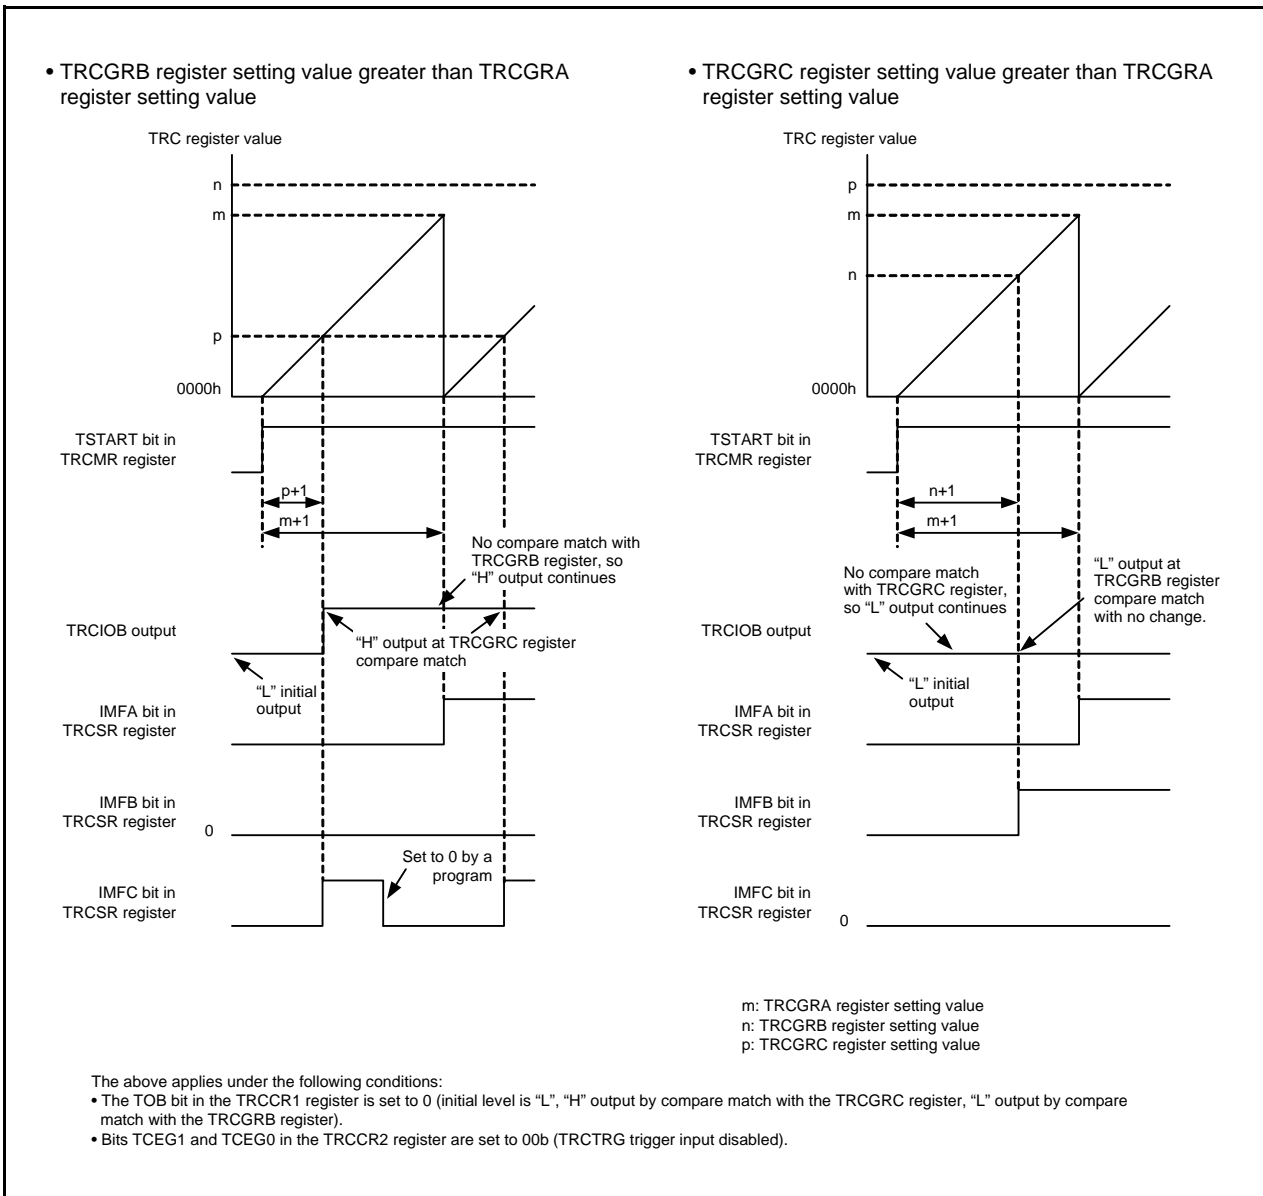 • TRCGRB register setting value greater than TRCGRA
register setting value
TRC register value
n
m
p
0000h
TSTART bit in
TRCMR register
p+1
m+1
No compare match with
TRCGRB register, so
“H” output continues
TRCIOB output
“H” output at TRCGRC register
compare match
“L” initial
output
IMFA bit in
TRCSR register
IMFB bit in
TRCSR register
0
Set to 0 by a
program
IMFC bit in
TRCSR register
• TRCGRC register setting value greater than TRCGRA
register setting value
TRC register value
p
m
n
0000h
TSTART bit in
TRCMR register
n+1
m+1
No compare match
with TRCGRC register,
so “L” output continues
“L” output at
TRCGRB register
compare match
with no change.
TRCIOB output
“L” initial
output
IMFA bit in
TRCSR register
IMFB bit in
TRCSR register
IMFC bit in
TRCSR register
0
m: TRCGRA register setting value
n: TRCGRB register setting value
p: TRCGRC register setting value
The above applies under the following conditions:
• The TOB bit in the TRCCR1 register is set to 0 (initial level is “L”, “H” output by compare match with the TRCGRC register, “L” output by compare
match with the TRCGRB register).
• Bits TCEG1 and TCEG0 in the TRCCR2 register are set to 00b (TRCTRG trigger input disabled).